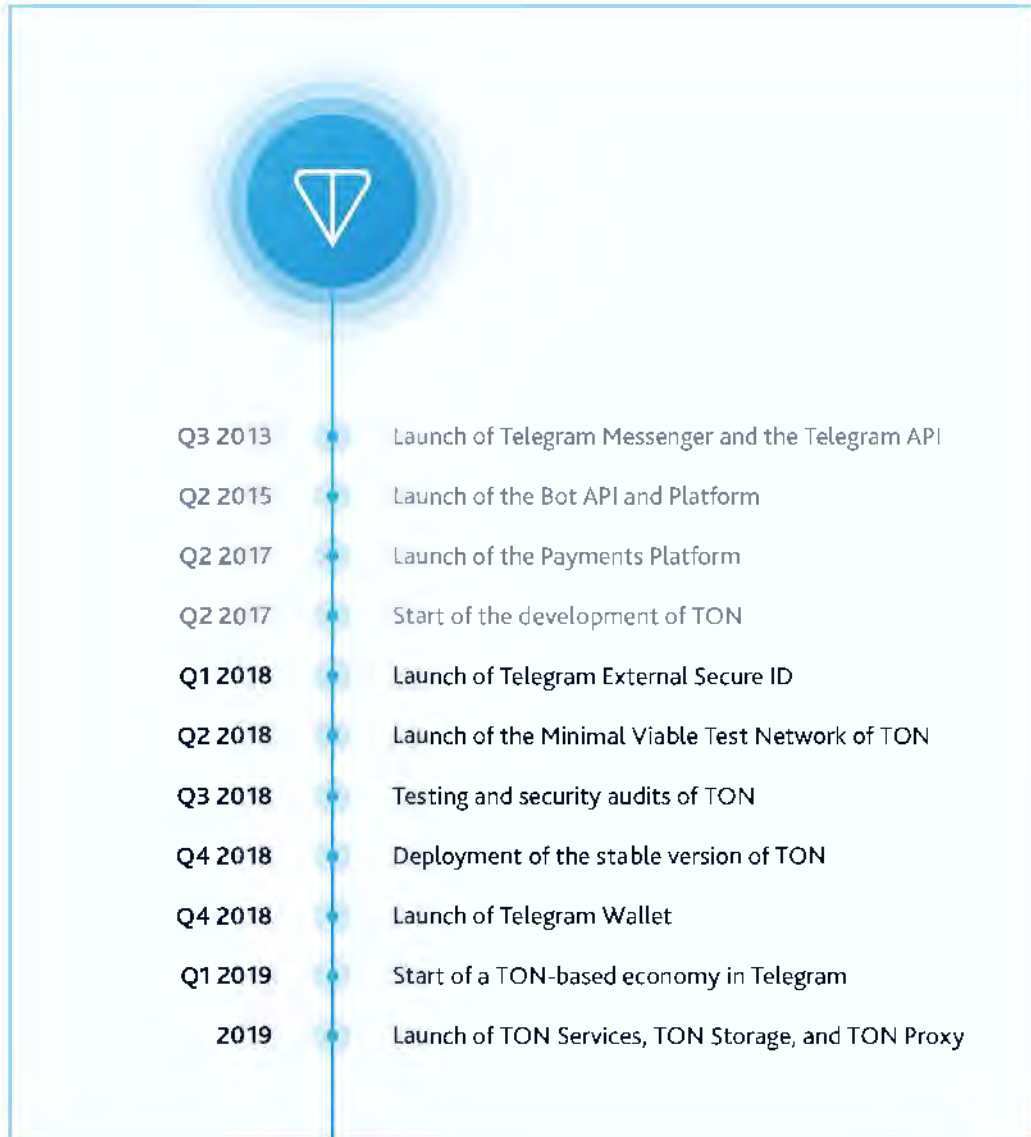 Q3 2013 Launch of Telegram Messenger and the Telegram API
Q2 2015 Launch of the Bot API and Platform
Q2 2017 Launch of the Payments Platform
Q2 2017 Start of the development of TON
Q1 2018 Launch of Telegram External Secure ID
Q2 2018 Launch of the Minimal Viable Test Network of TON
Q3 2018 Testing and security audits of TON
Q4 2018 Deployment of the stable version of TON
Q4 2018 Launch of Telegram Wallet
Q1 2019 Start of a TON-based economy in Telegram
2019 Launch of TON Services, TON Storage, and TON Proxy